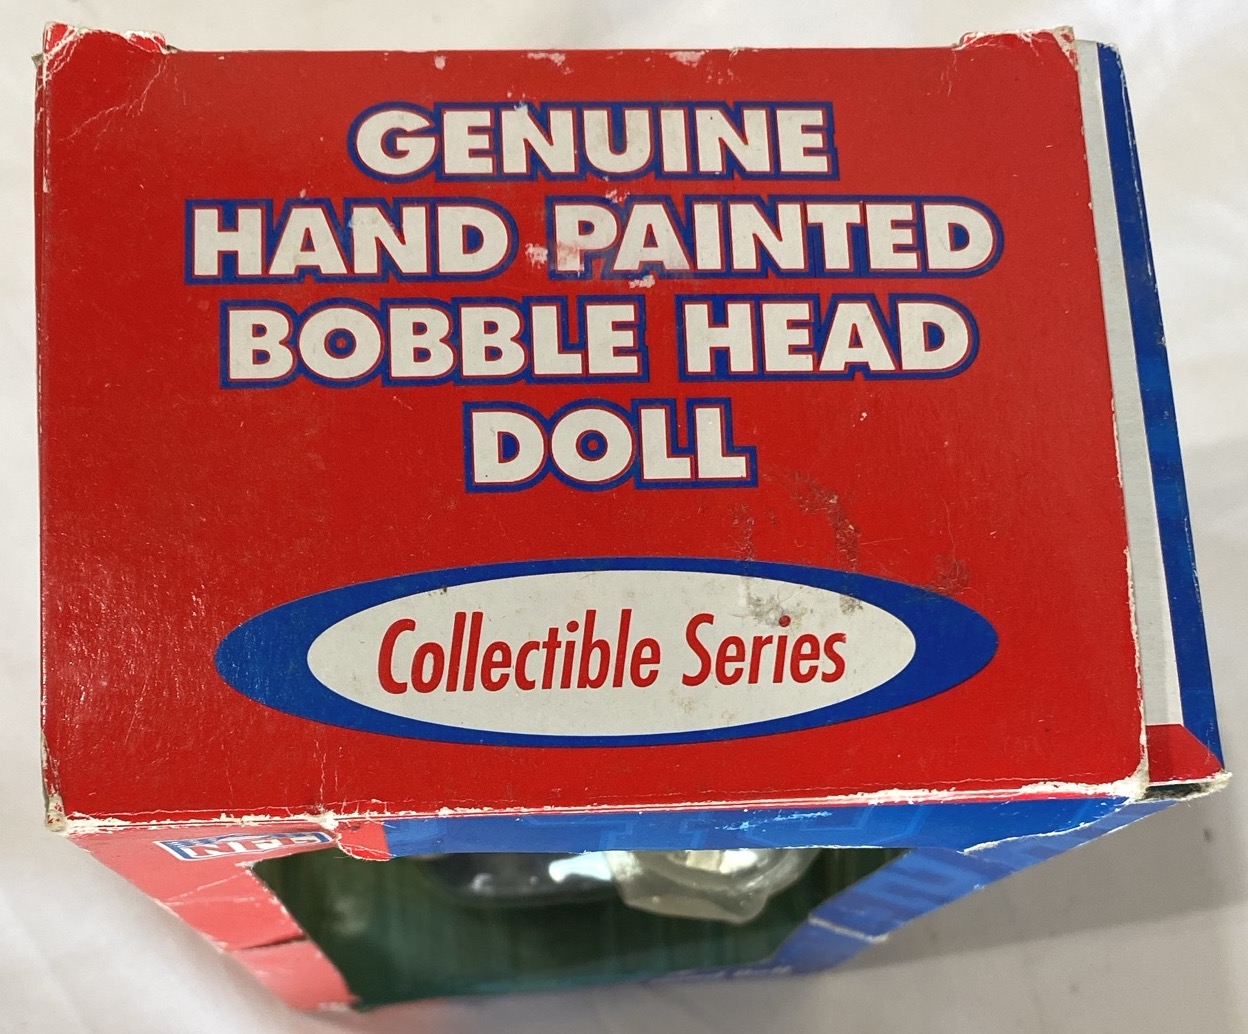 GENUINE
HAND PAINTED
BOBBLE HEAD
DOLL
Collectible Series